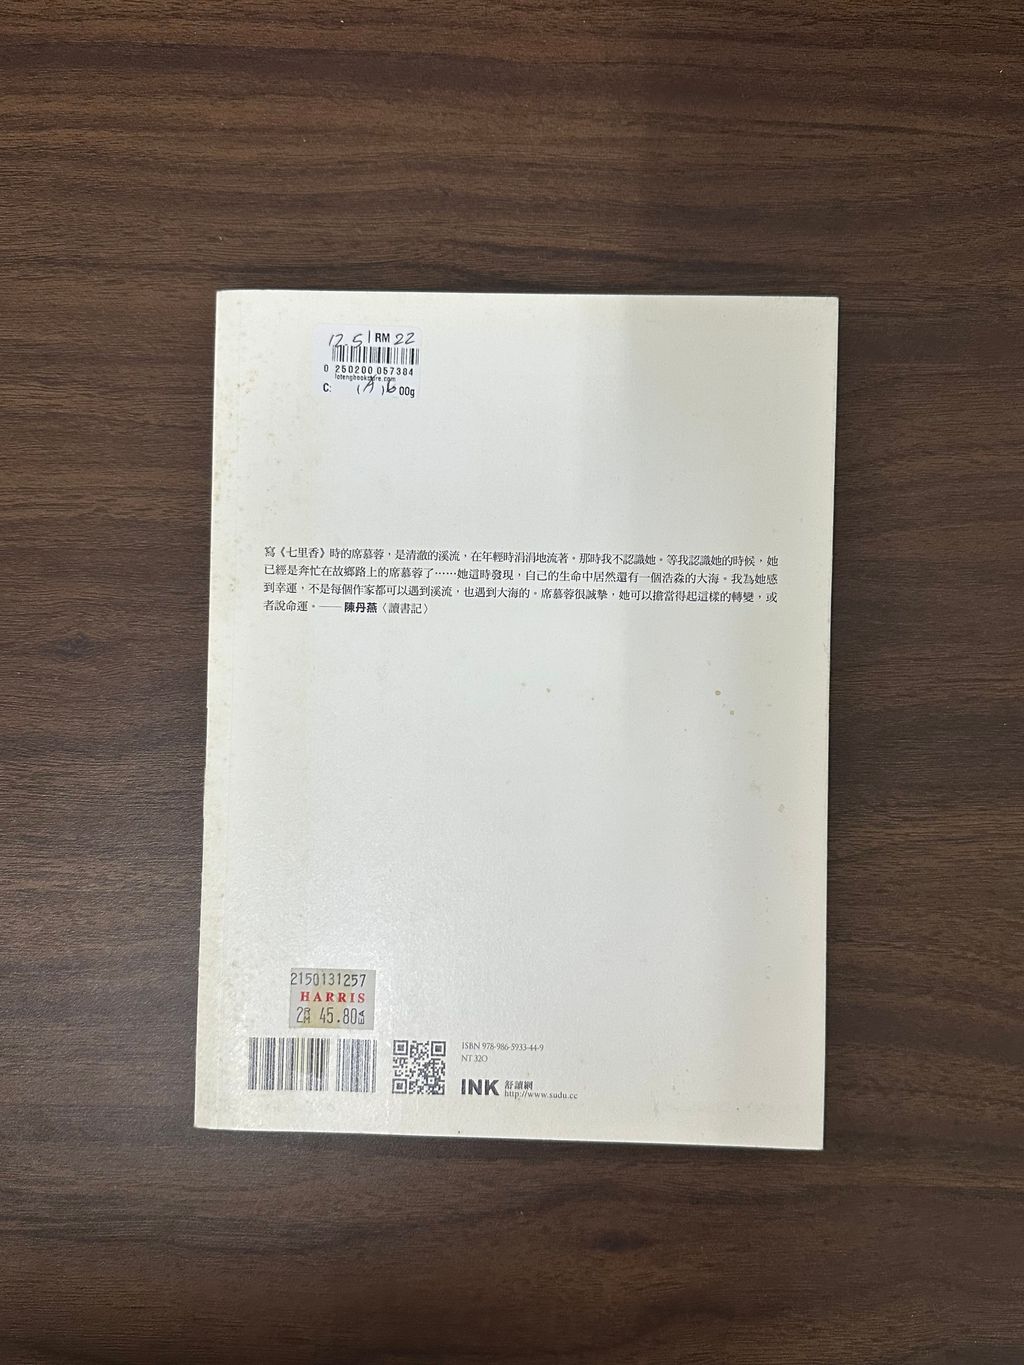 12.5 | RM 22
0 250200 057384
lotengbookstore.com
C: (A) 600g
寫《七里香》時的席慕蓉，是清澈的溪流，在年輕時涓涓地流著。那時我不認識她。等我認識她的時候，她
已經是奔忙在故鄉路上的席慕蓉了⋯⋯她這時發現，自己的生命中居然還有一個浩淼的大海。我為她感
到幸運，不是每個作家都可以遇到溪流，也遇到大海的。席慕蓉很誠摯，她可以擔當得起這樣的轉變，或
者說命運。——陳丹燕〈讀書記〉
2150131257
HARRIS
RM 45.80
ISBN 978-986-5933-44-9
NT 320
INK 舒讀網
http://www.sudu.cc